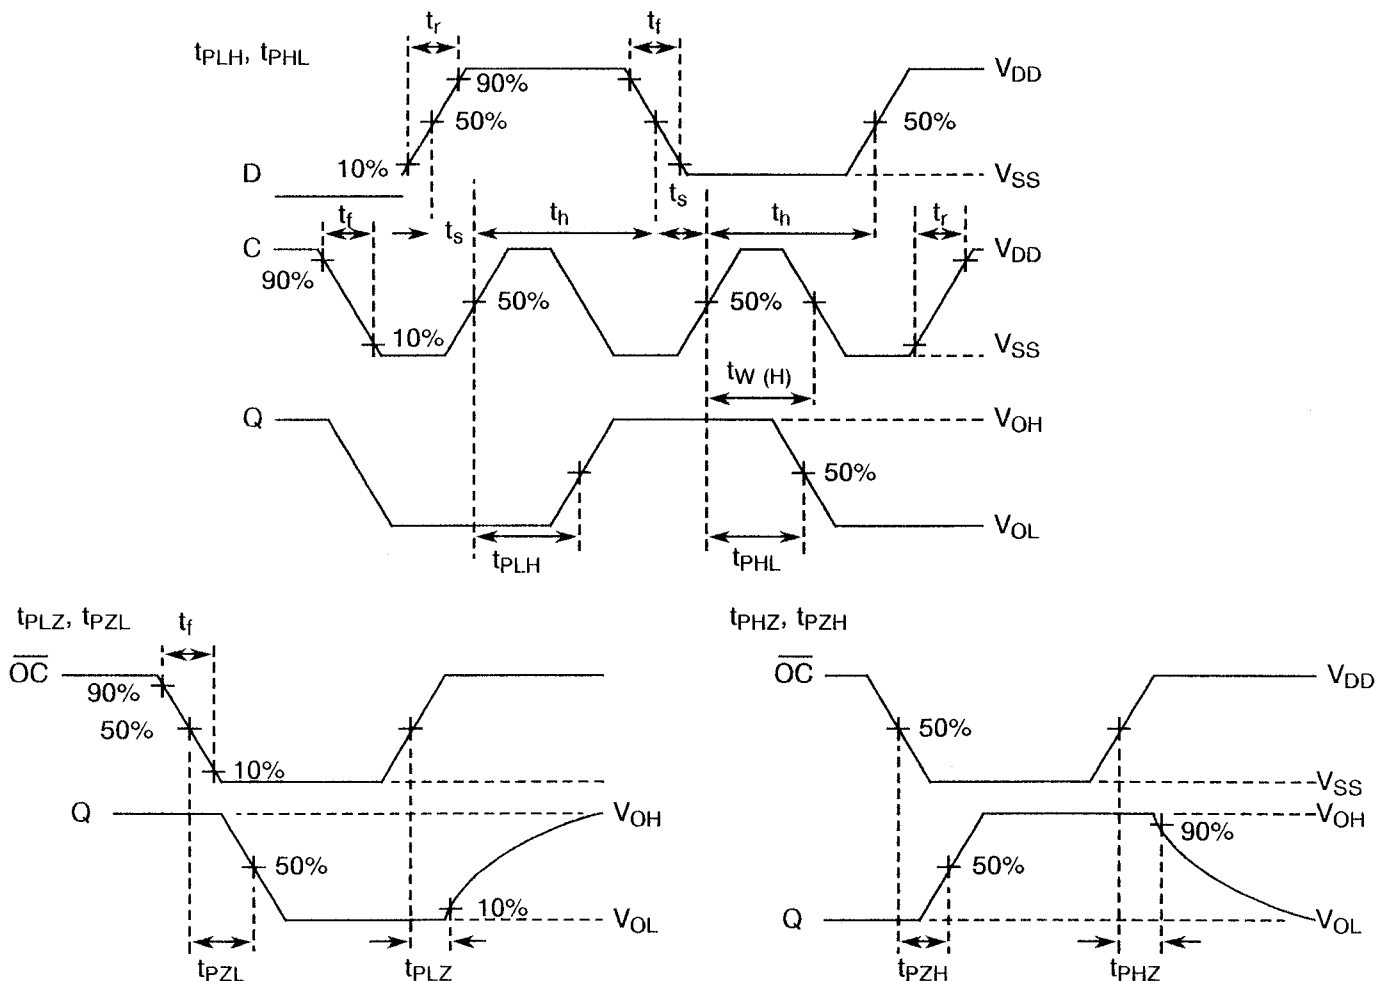 tPLH, tPHL
tr
tf
90%
VDD
50%
50%
10%
D
VSS
ts
tf
ts
th
th
tr
C
VDD
90%
50%
50%
10%
VSS
tW (H)
Q
VOH
50%
VOL
tPLH
tPHL
tPLZ, tPZL
tf
OC
90%
50%
10%
Q
VOH
50%
10%
VOL
tPZL
tPLZ
tPHZ, tPZH
OC
VDD
50%
VSS
VOH
90%
50%
Q
VOL
tPZH
tPHZ